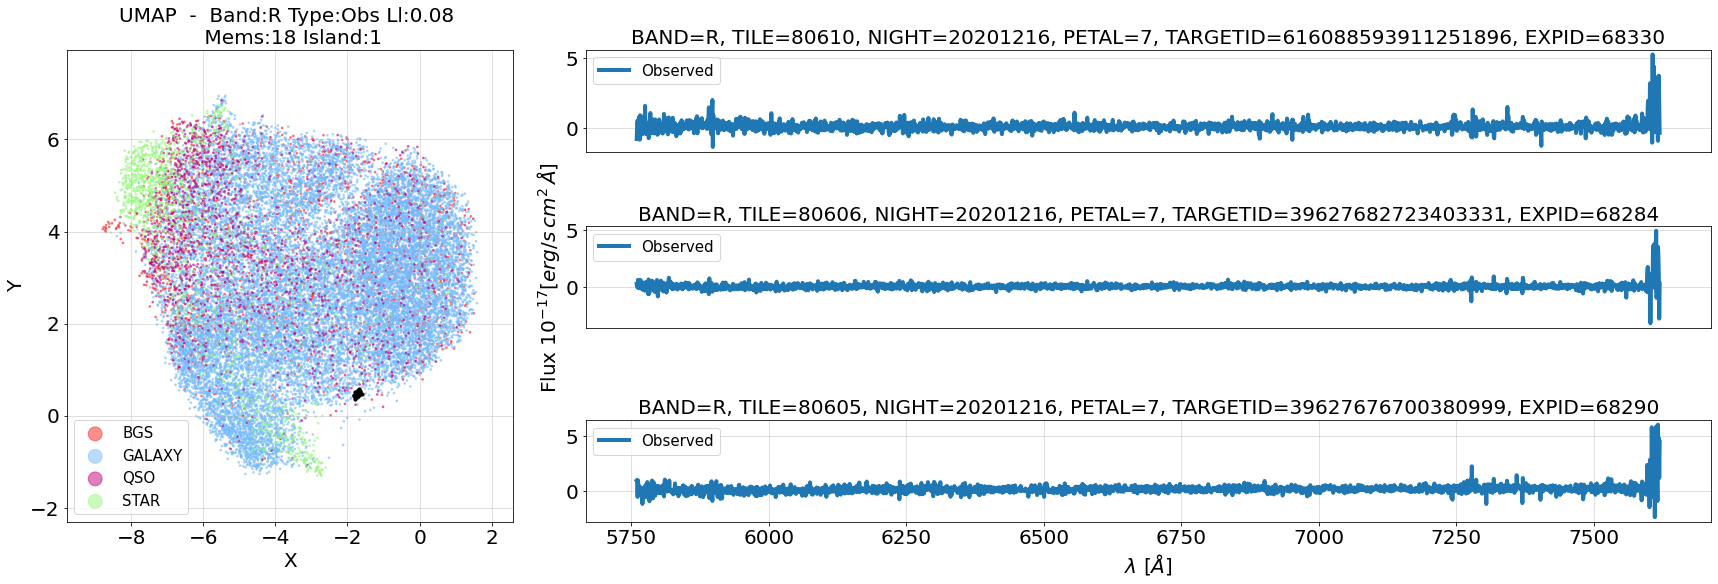 UMAP  -  Band:R Type:Obs Ll:0.08
Mems:18 Island:1
Y
6
4
2
0
−2
BGS
GALAXY
QSO
STAR
−8
−6
−4
−2
0
2
X
Flux 10^{−17}[erg/s cm^2 Å]
BAND=R, TILE=80610, NIGHT=20201216, PETAL=7, TARGETID=616088593911251896, EXPID=68330
5
0
Observed
BAND=R, TILE=80606, NIGHT=20201216, PETAL=7, TARGETID=39627682723403331, EXPID=68284
5
0
Observed
BAND=R, TILE=80605, NIGHT=20201216, PETAL=7, TARGETID=39627676700380999, EXPID=68290
5
0
Observed
5750
6000
6250
6500
6750
7000
7250
7500
λ [Å]